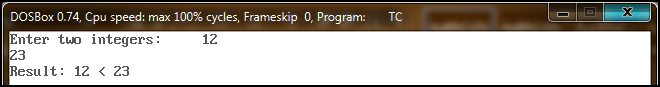 DOSBox 0.74, Cpu speed: max 100% cycles, Frameskip 0, Program: TC
Enter two integers: 12
23
Result: 12 < 23